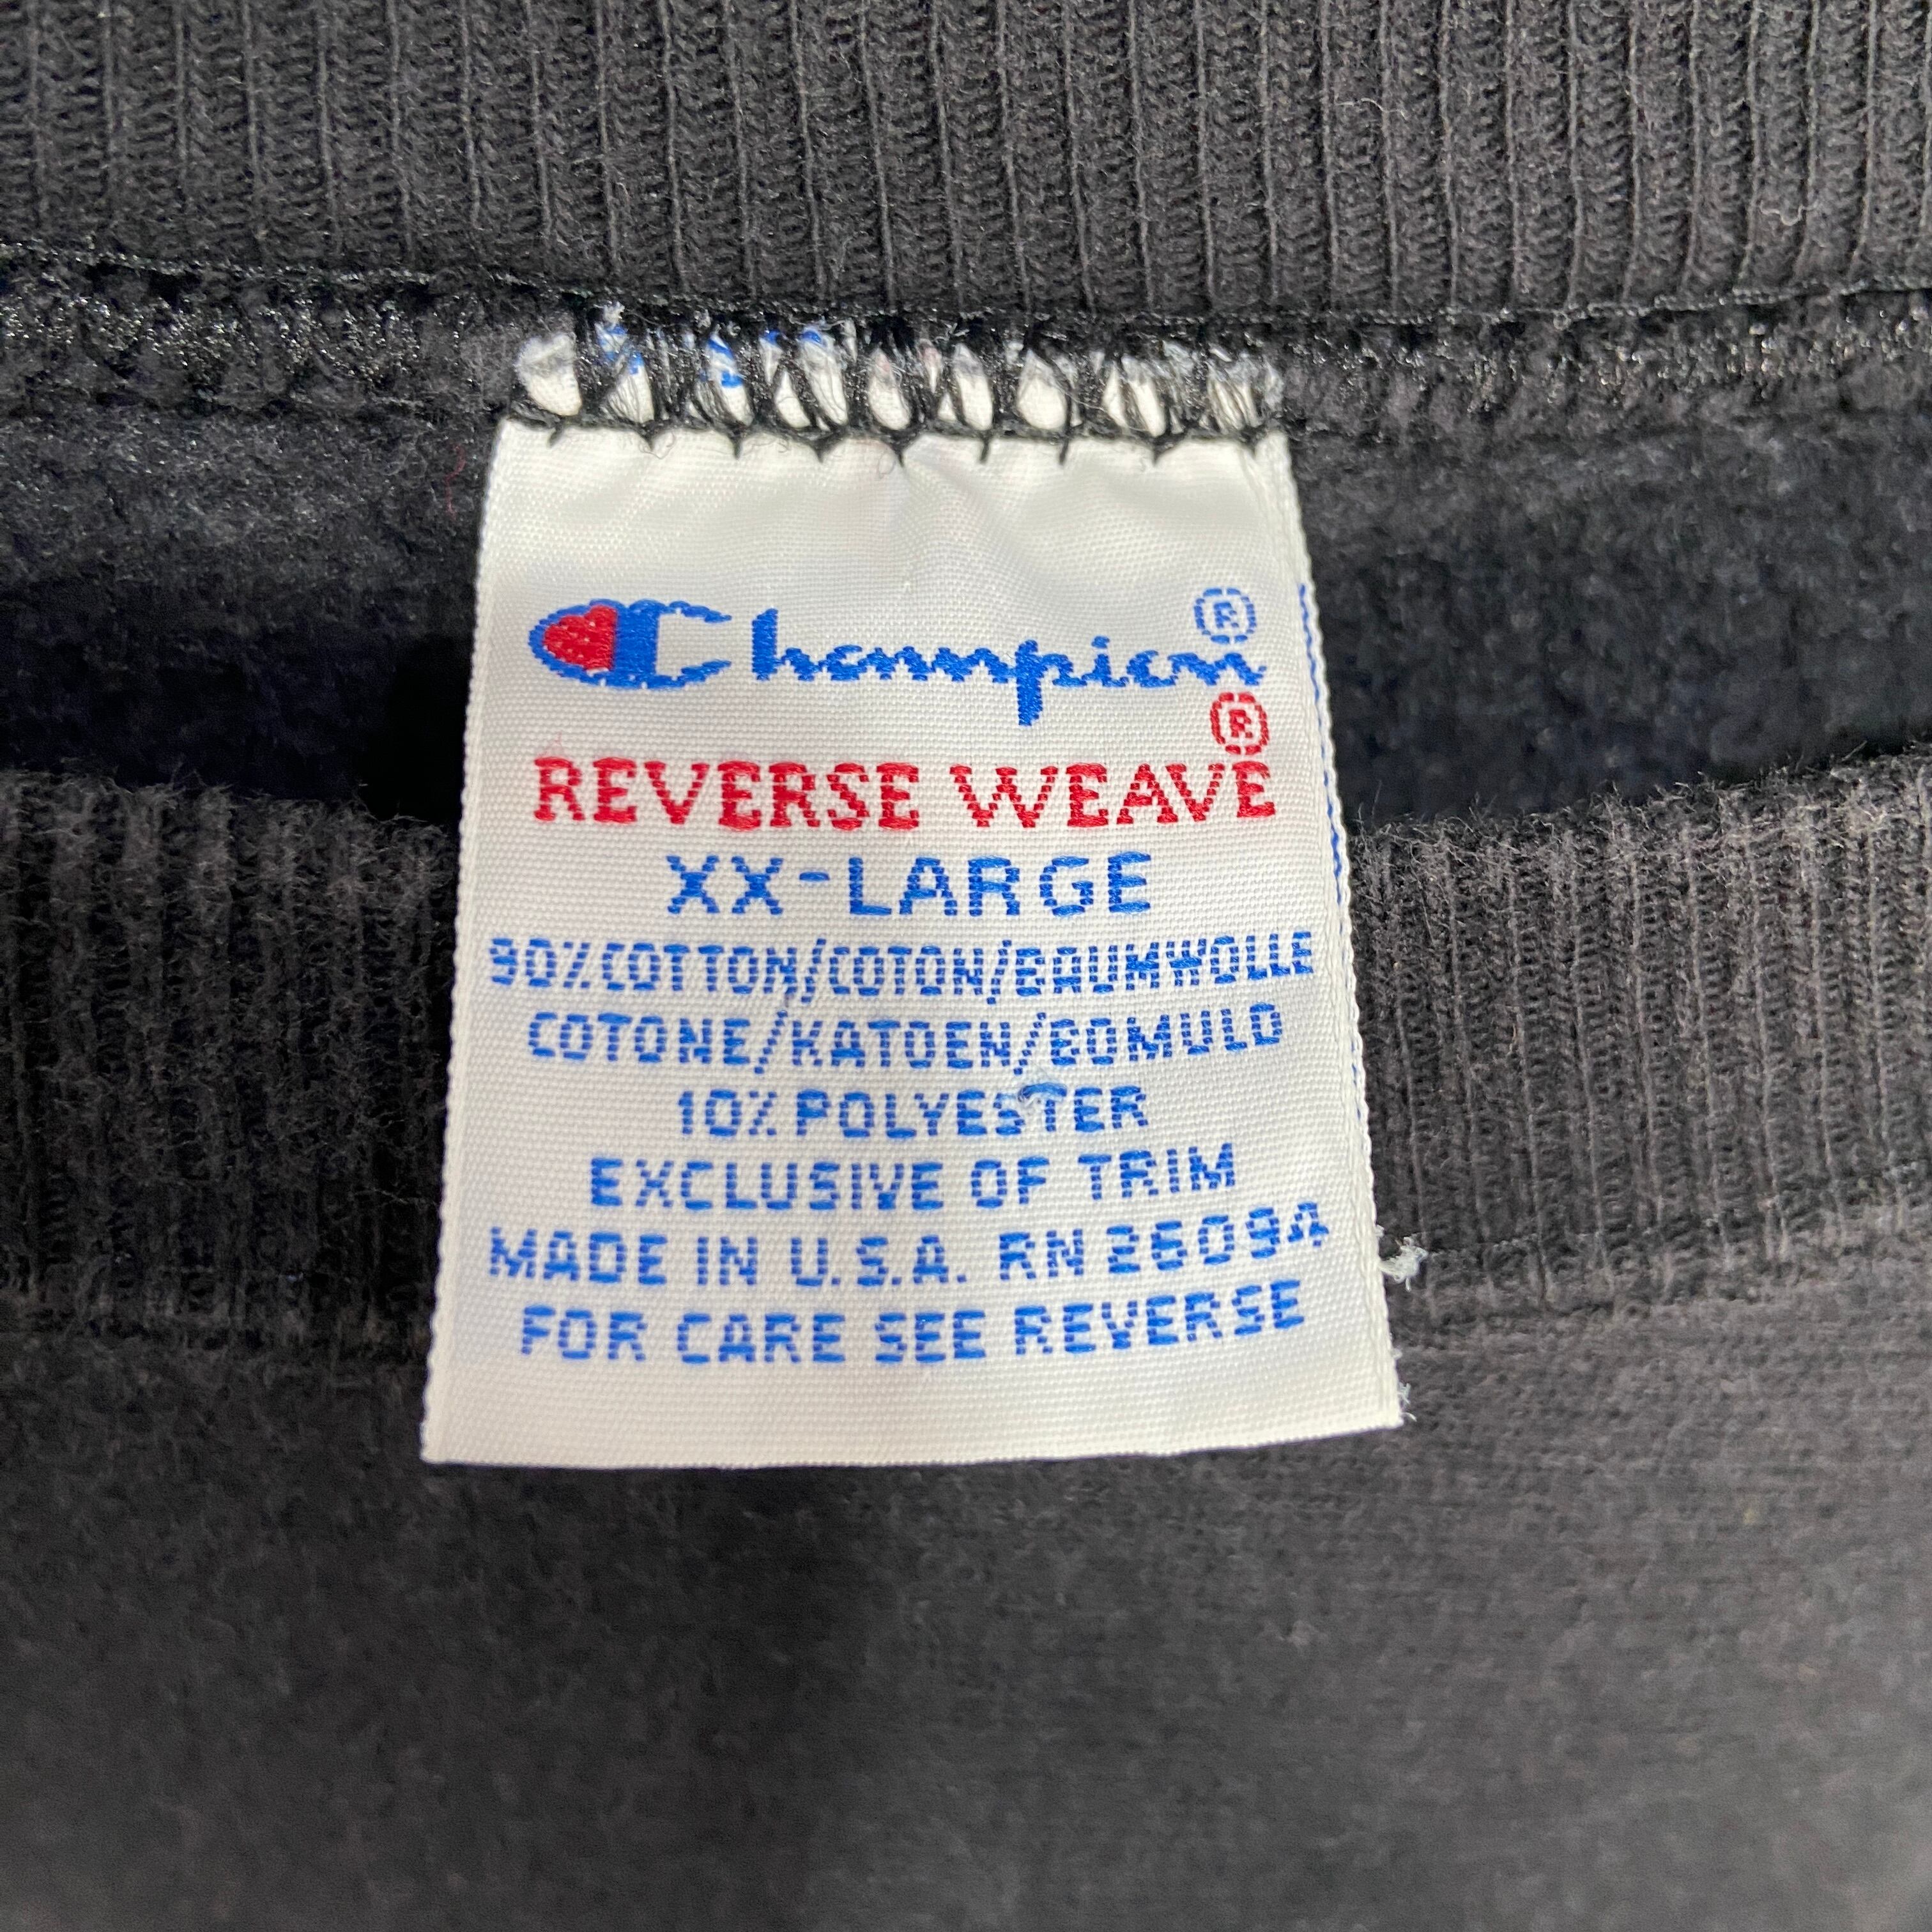 Champion®
®
REVERSE WEAVE
XX-LARGE
90%COTTON/COTON/BAUMWOLLE
COTONE/KATOEN/BOMULD
10% POLYESTER
EXCLUSIVE OF TRIM
MADE IN U.S.A. RN 26094
FOR CARE SEE REVERSE